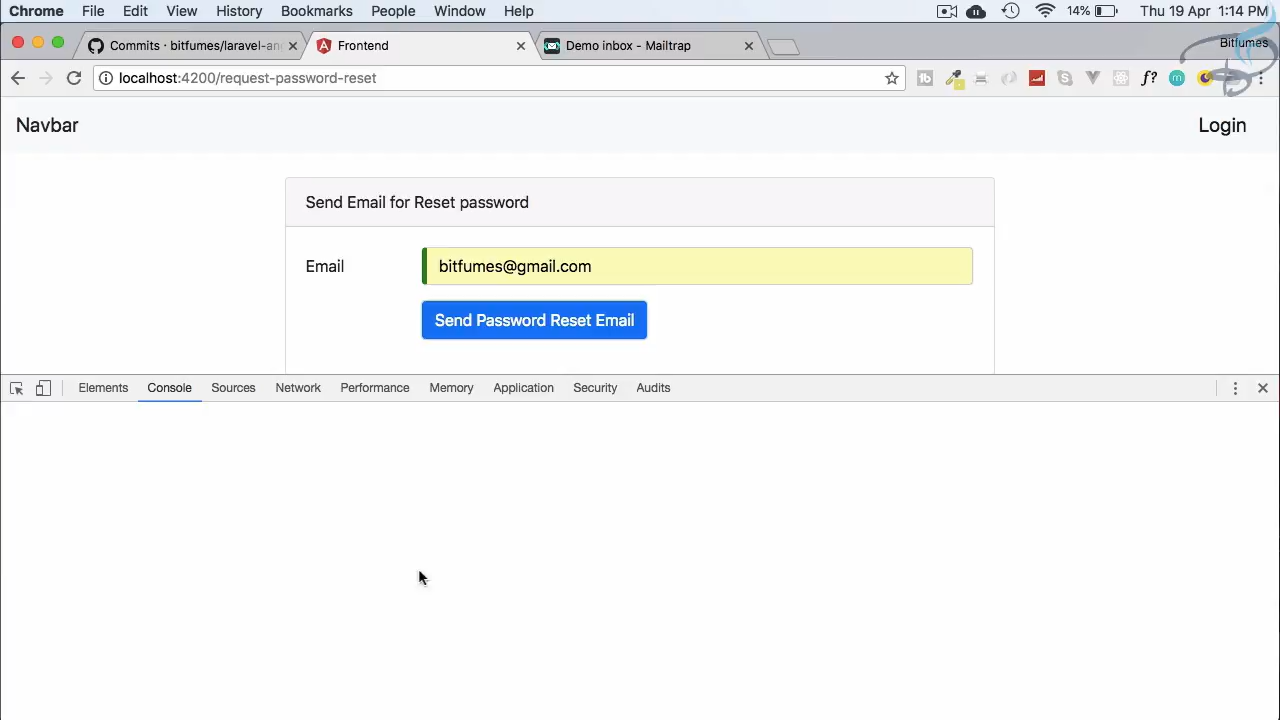 Chrome File Edit View History Bookmarks People Window Help 14% Thu 19 Apr 1:14 PM
Commits · bitfumes/laravel-an Frontend Demo inbox - Mailtrap Bitfumes
localhost:4200/request-password-reset f?
Navbar Login
Send Email for Reset password
Email bitfumes@gmail.com
Send Password Reset Email
Elements Console Sources Network Performance Memory Application Security Audits